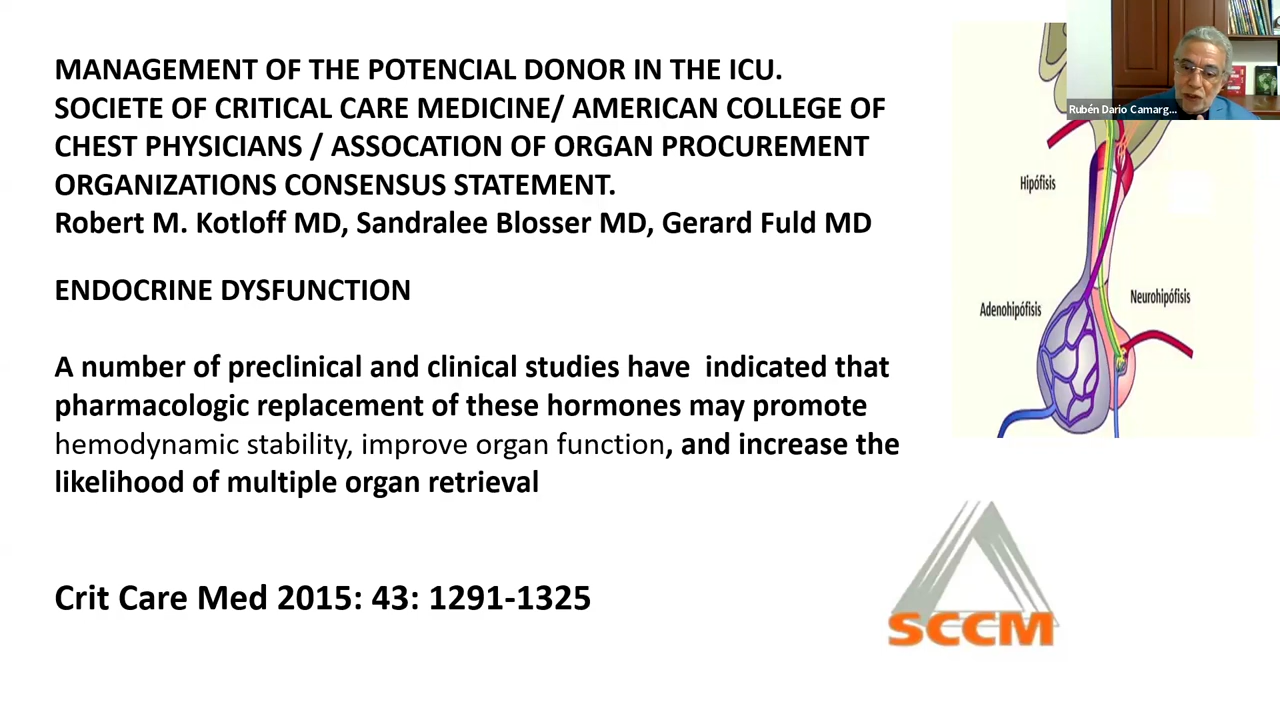 MANAGEMENT OF THE POTENCIAL DONOR IN THE ICU.
SOCIETE OF CRITICAL CARE MEDICINE/ AMERICAN COLLEGE OF
CHEST PHYSICIANS / ASSOCATION OF ORGAN PROCUREMENT
ORGANIZATIONS CONSENSUS STATEMENT.
Robert M. Kotloff MD, Sandralee Blosser MD, Gerard Fuld MD
ENDOCRINE DYSFUNCTION
A number of preclinical and clinical studies have indicated that
pharmacologic replacement of these hormones may promote
hemodynamic stability, improve organ function, and increase the
likelihood of multiple organ retrieval
Crit Care Med 2015: 43: 1291-1325
Rubén Dario Camarg...
Hipófisis
Adenohipófisis
Neurohipófisis
SCCM